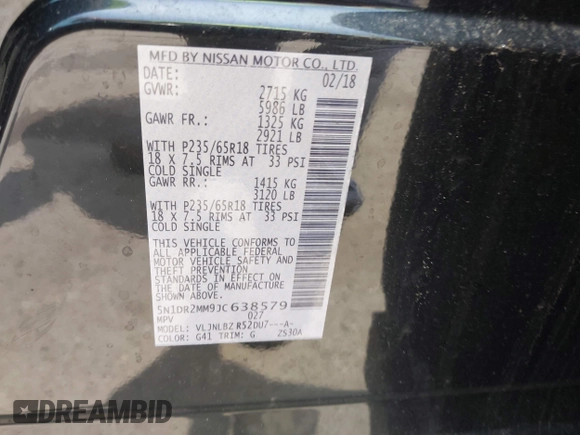 MFD BY NISSAN MOTOR CO., LTD.
DATE: 02/18
GVWR: 2715 KG
5986 LB
GAWR FR.: 1325 KG
2921 LB
WITH P235/65R18 TIRES
18 X 7.5 RIMS AT 33 PSI
COLD SINGLE
GAWR RR.: 1415 KG
3120 LB
WITH P235/65R18 TIRES
18 X 7.5 RIMS AT 33 PSI
COLD SINGLE
THIS VEHICLE CONFORMS TO
ALL APPLICABLE FEDERAL
MOTOR VEHICLE SAFETY AND
THEFT PREVENTION
STANDARDS IN EFFECT ON
THE DATE OF MANUFACTURE
SHOWN ABOVE.
5N1DR2MM9JC638579
MPV 027
MODEL: VLJNLBZ R52DU7---A-
COLOR: G41 TRIM: G ZS30A
DREAMBID